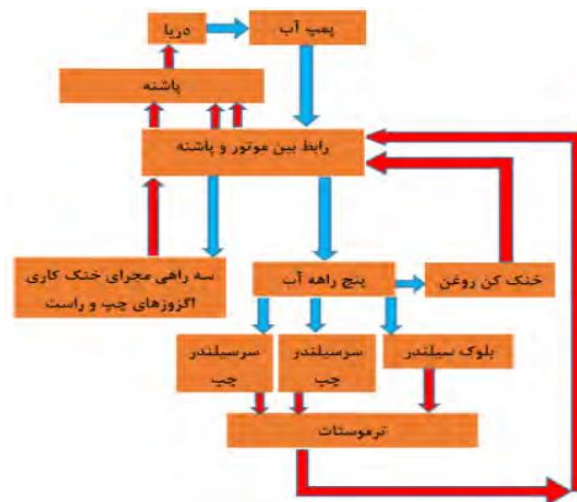 دریا
پمپ آب
پاشنه
رابط بین موتور و پاشنه
سه راهی مجرای خنک کاری
اگزوزهای چپ و راست
پنج راهه آب
خنک کن روغن
سرسیلندر
چپ
سرسیلندر
چپ
بلوک سیلندر
ترموستات